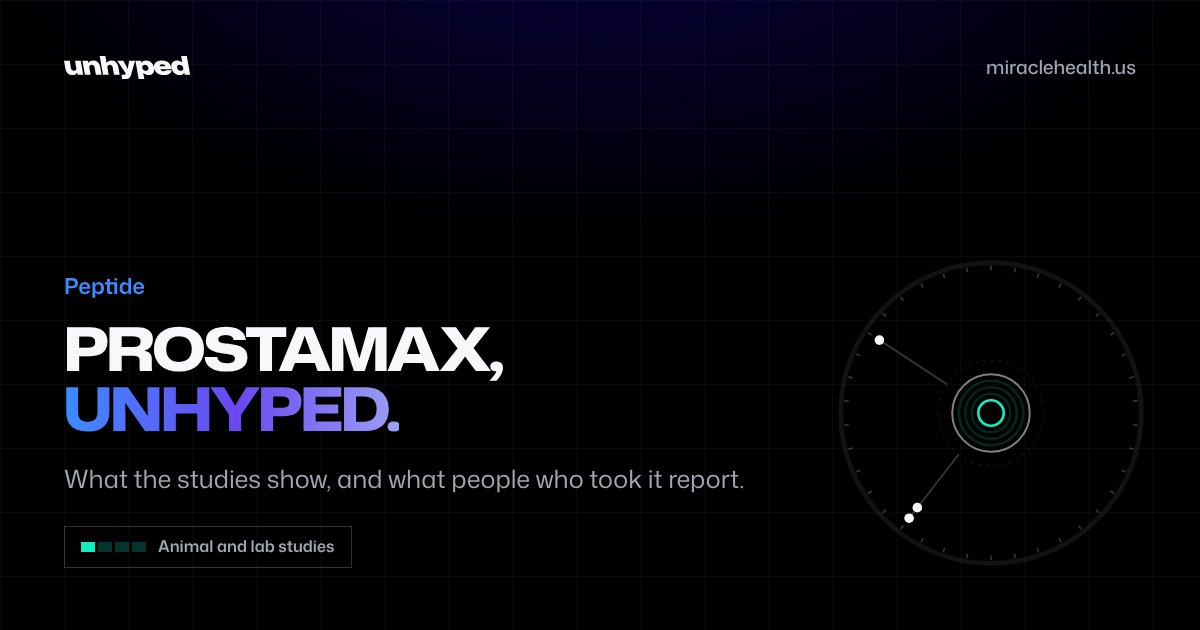 unhyped
miraclehealth.us
Peptide
PROSTAMAX,
UNHYPED.
What the studies show, and what people who took it report.
Animal and lab studies